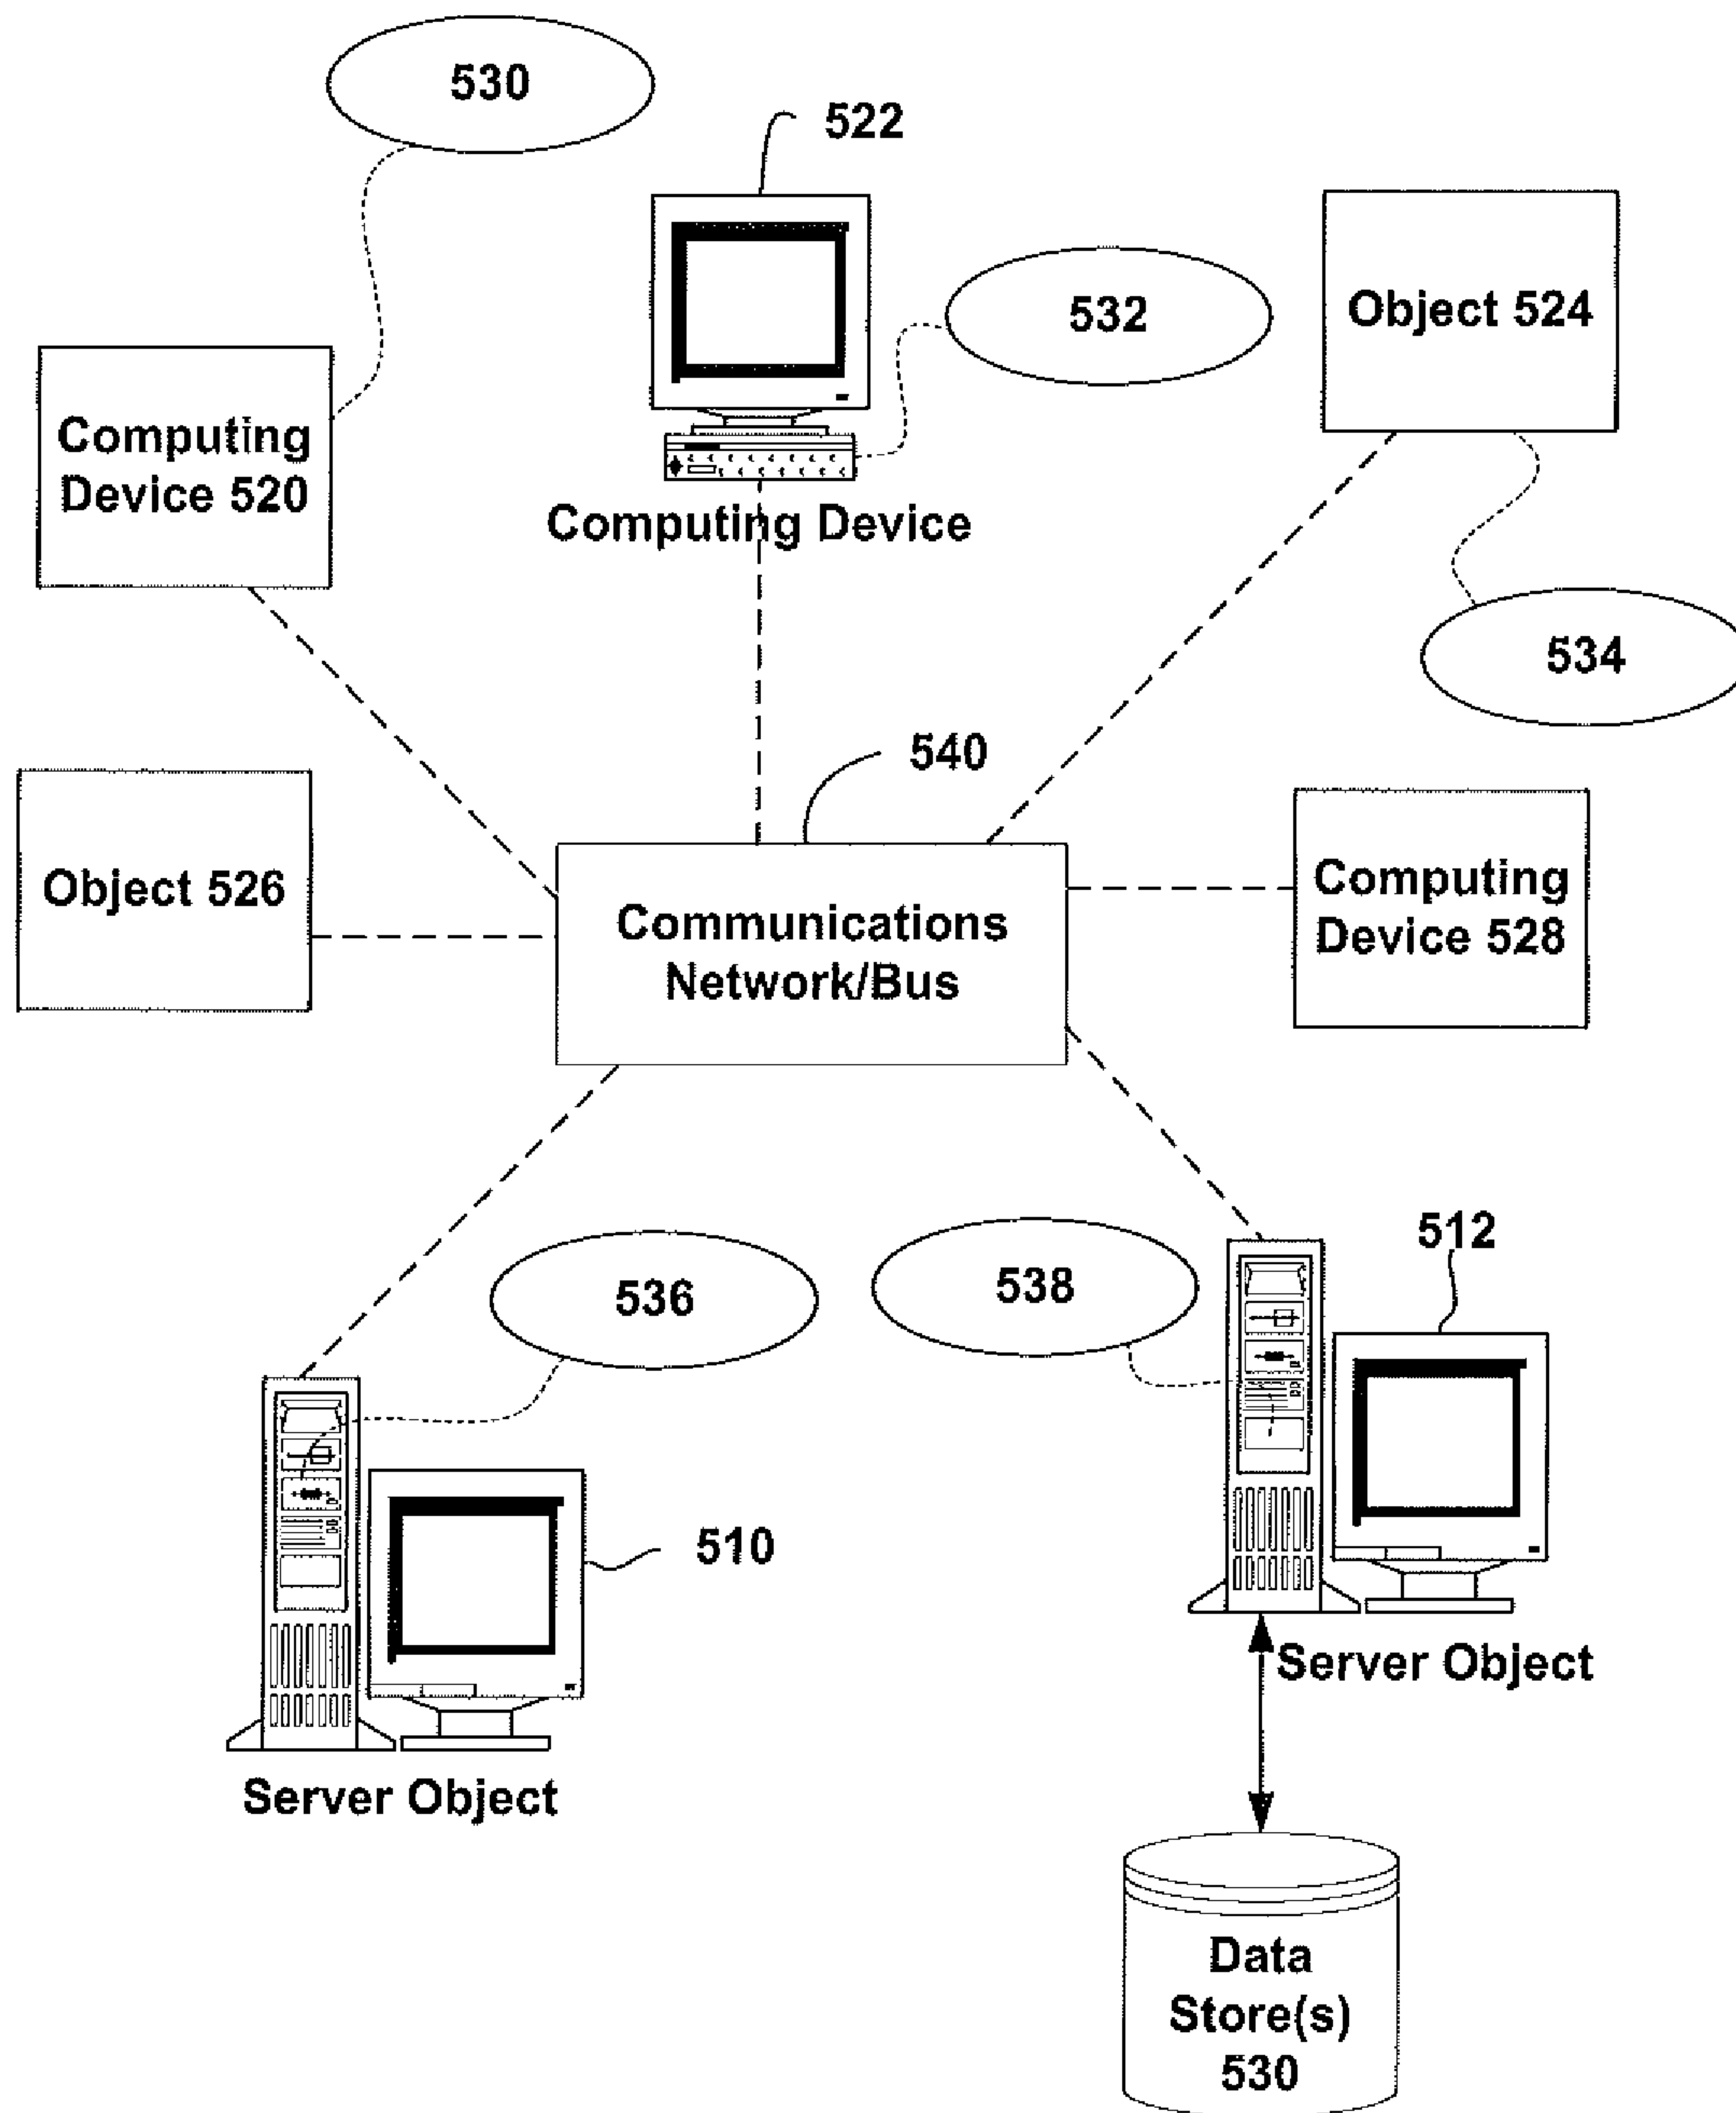 530
522
532
Object 524
Computing
Device 520
Computing Device
534
540
Object 526
Communications
Network/Bus
Computing
Device 528
536
538
512
510
Server Object
Server Object
Data
Store(s)
530